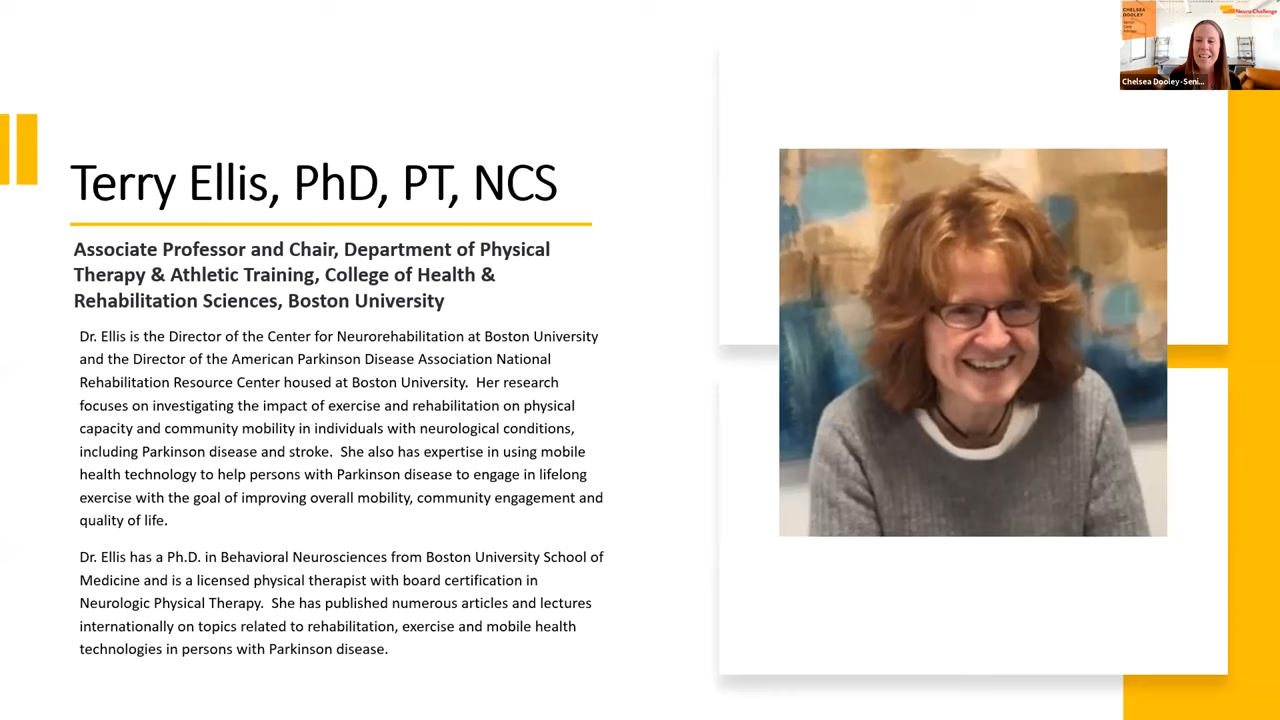 Terry Ellis, PhD, PT, NCS
Associate Professor and Chair, Department of Physical
Therapy & Athletic Training, College of Health &
Rehabilitation Sciences, Boston University
Dr. Ellis is the Director of the Center for Neurorehabilitation at Boston University
and the Director of the American Parkinson Disease Association National
Rehabilitation Resource Center housed at Boston University.  Her research
focuses on investigating the impact of exercise and rehabilitation on physical
capacity and community mobility in individuals with neurological conditions,
including Parkinson disease and stroke.  She also has expertise in using mobile
health technology to help persons with Parkinson disease to engage in lifelong
exercise with the goal of improving overall mobility, community engagement and
quality of life.
Dr. Ellis has a Ph.D. in Behavioral Neurosciences from Boston University School of
Medicine and is a licensed physical therapist with board certification in
Neurologic Physical Therapy.  She has published numerous articles and lectures
internationally on topics related to rehabilitation, exercise and mobile health
technologies in persons with Parkinson disease.
CHELSEA
DOOLEY
NeuroChallenge
Chelsea Dooley-Seni...